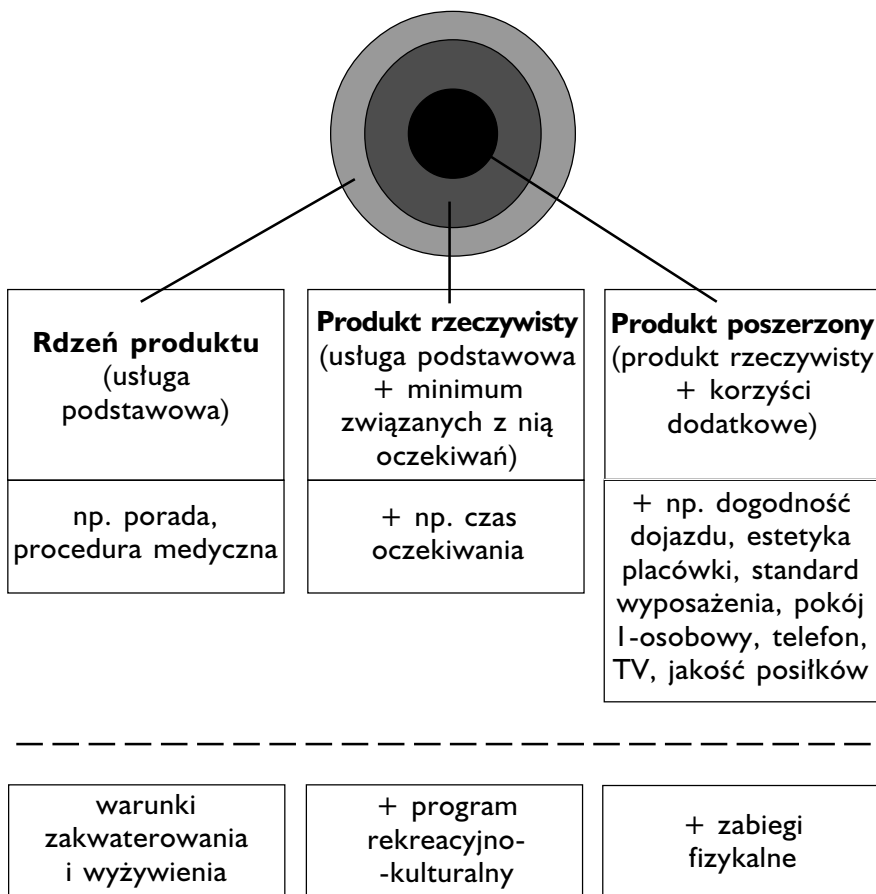 Rdzeń produktu
(usługa
podstawowa)
Produkt rzeczywisty
(usługa podstawowa
+ minimum
związanych z nią
oczekiwań)
Produkt poszerzony
(produkt rzeczywisty
+ korzyści
dodatkowe)
np. porada,
procedura medyczna
+ np. czas
oczekiwania
+ np. dogodność
dojazdu, estetyka
placówki, standard
wyposażenia, pokój
1-osobowy, telefon,
TV, jakość posiłków
warunki
zakwaterowania
i wyżywienia
+ program
rekreacyjno-
-kulturalny
+ zabiegi
fizykalne